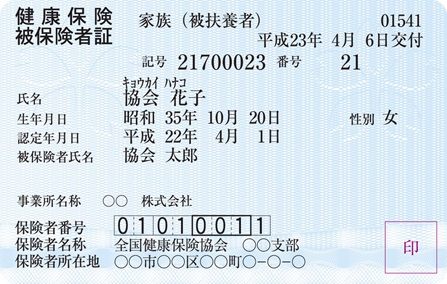 健康保険 家族（被扶養者） 01541
被保険者証 平成23年 4月 6日交付
記号 21700023 番号 21
ｷｮｳｶｲ ﾊﾅｺ
氏名 協会 花子
生年月日 昭和 35年 10月 20日 性別 女
認定年月日 平成 22年 4月 1日
被保険者氏名 協会 太郎
事業所名称 ○○ 株式会社
保険者番号 01010011
保険者名称 全国健康保険協会 ○○支部
保険者所在地 ○○市○○区○○町○-○-○
印